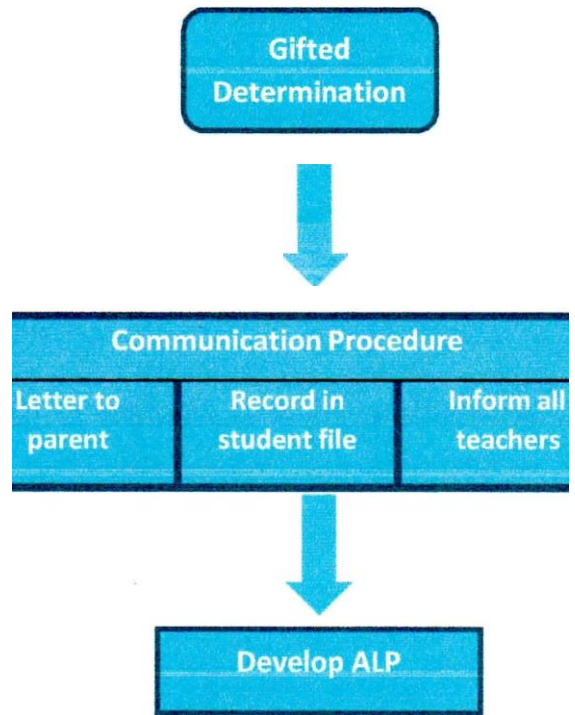 Gifted
Determination
Communication Procedure
Letter to
parent
Record in
student file
Inform all
teachers
Develop ALP